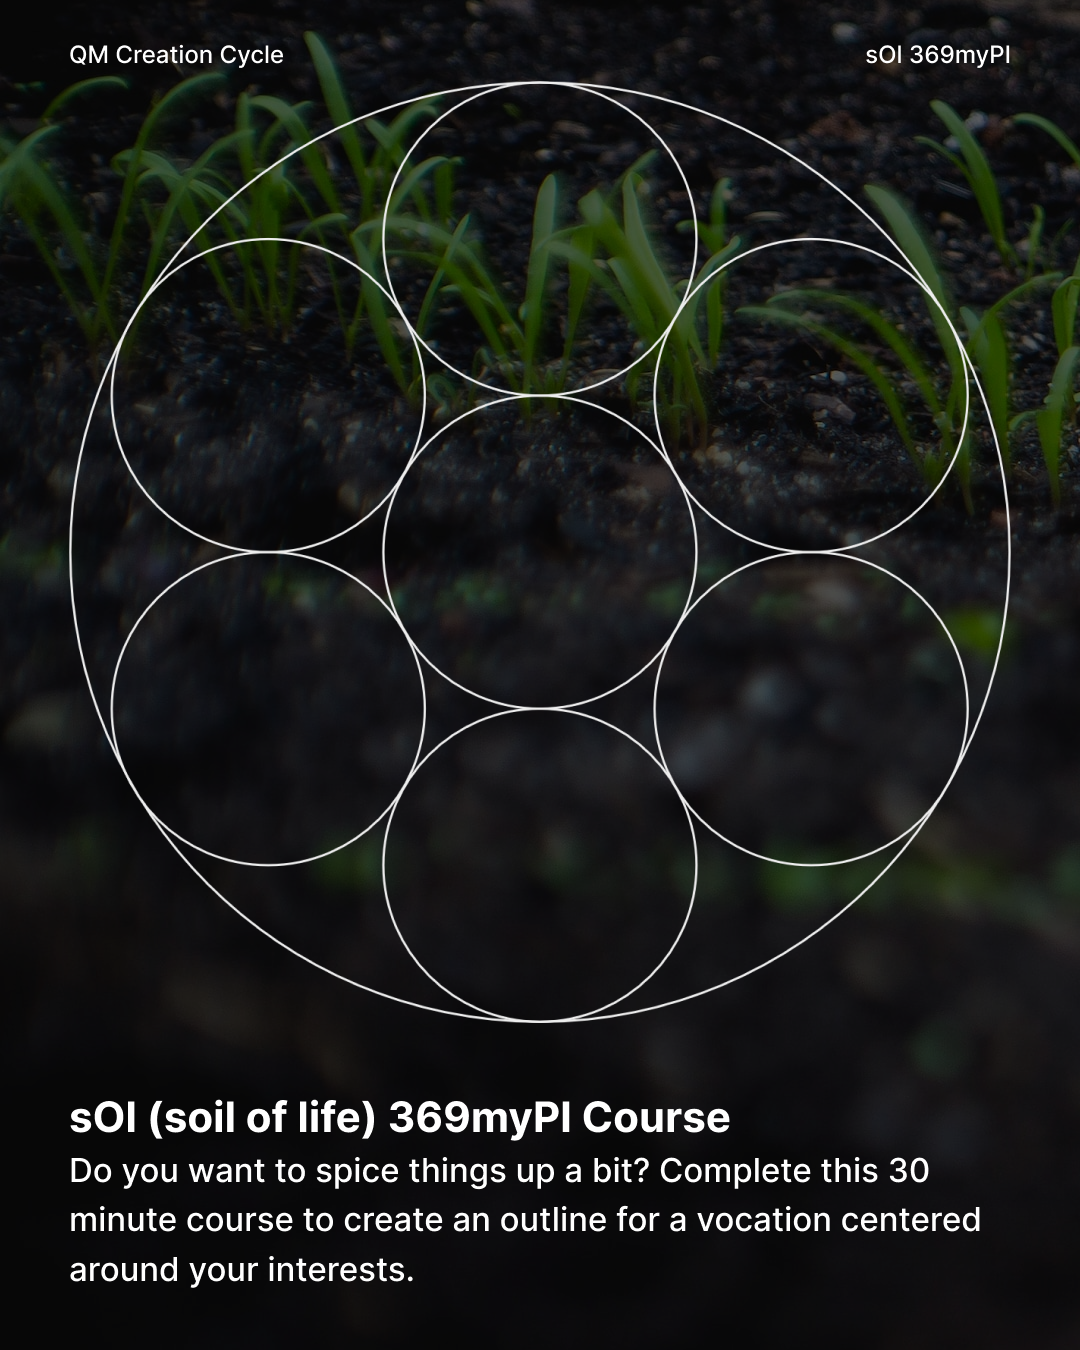 QM Creation Cycle
sOl 369myPI
sOl (soil of life) 369myPI Course
Do you want to spice things up a bit? Complete this 30
minute course to create an outline for a vocation centered
around your interests.